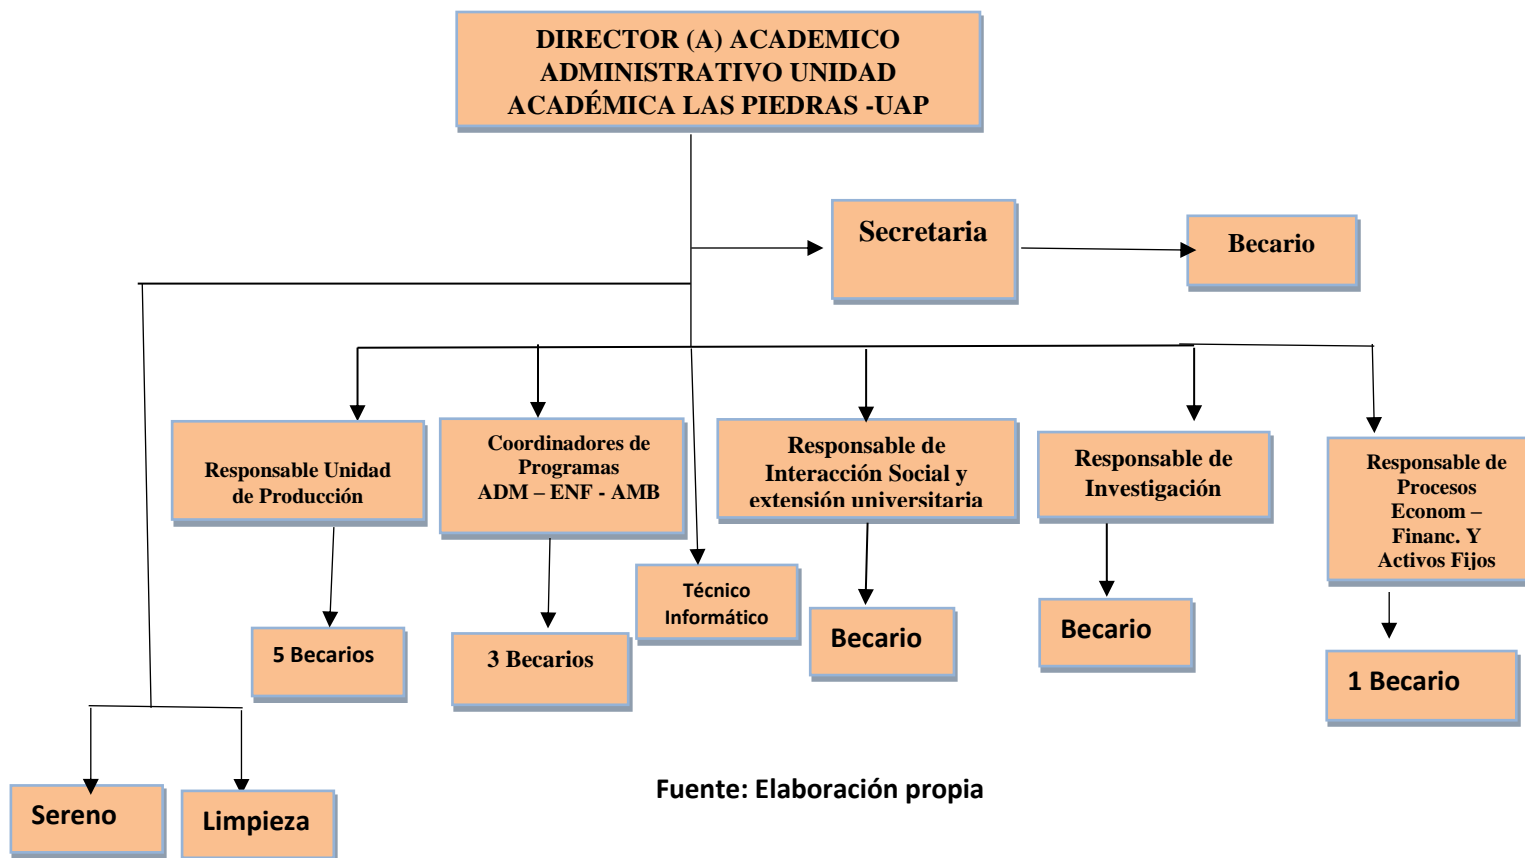 DIRECTOR (A) ACADEMICO
ADMINISTRATIVO UNIDAD
ACADÉMICA LAS PIEDRAS -UAP
Secretaria
Becario
Responsable Unidad
de Producción
Coordinadores de
Programas
ADM – ENF - AMB
Responsable de
Interacción Social y
extensión universitaria
Responsable de
Investigación
Responsable de
Procesos
Econom –
Financ. Y
Activos Fijos
Técnico
Informático
5 Becarios
3 Becarios
Becario
Becario
1 Becario
Sereno
Limpieza
Fuente: Elaboración propia